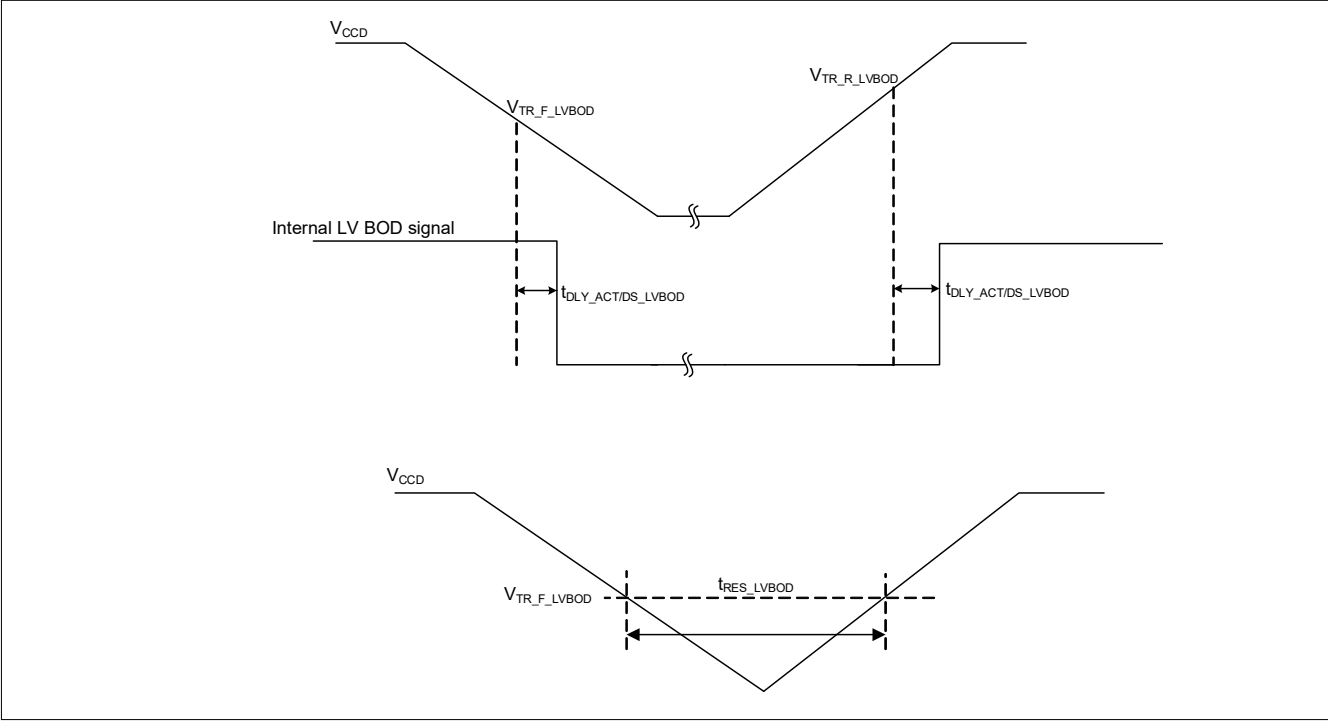 VCCD
VTR_R_LVBOD
VTR_F_LVBOD
Internal LV BOD signal
tDLY_ACT/DS_LVBOD
tDLY_ACT/DS_LVBOD
VCCD
tRES_LVBOD
VTR_F_LVBOD